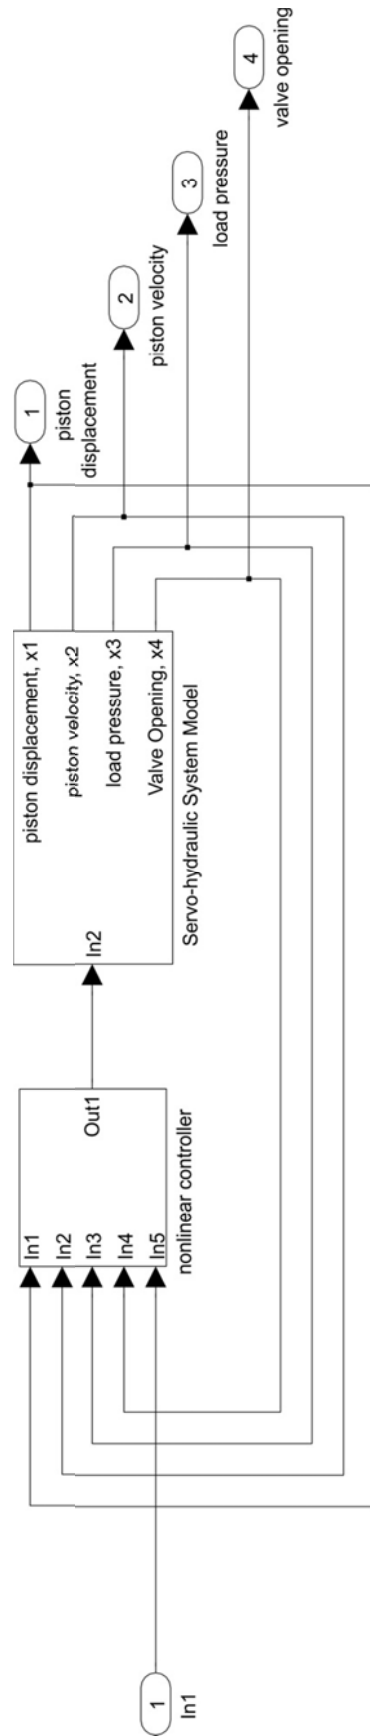 1
In1
In1
In2
In3
In4
In5
Out1
nonlinear controller
In2
piston displacement, x1
piston velocity, x2
load pressure, x3
Valve Opening, x4
Servo-hydraulic System Model
1
piston
displacement
2
piston velocity
3
load pressure
4
valve opening